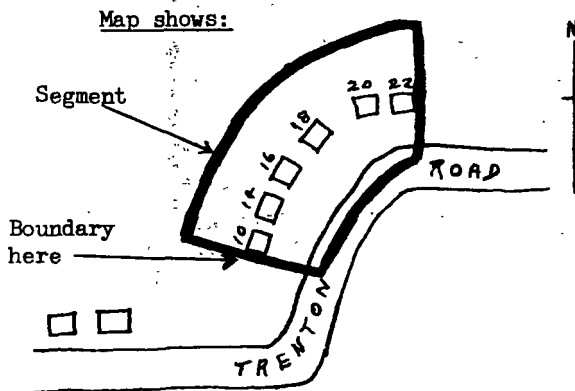 Map shows:
N
Segment
20 22
18
16
14
10
ROAD
Boundary
here
TRENTON